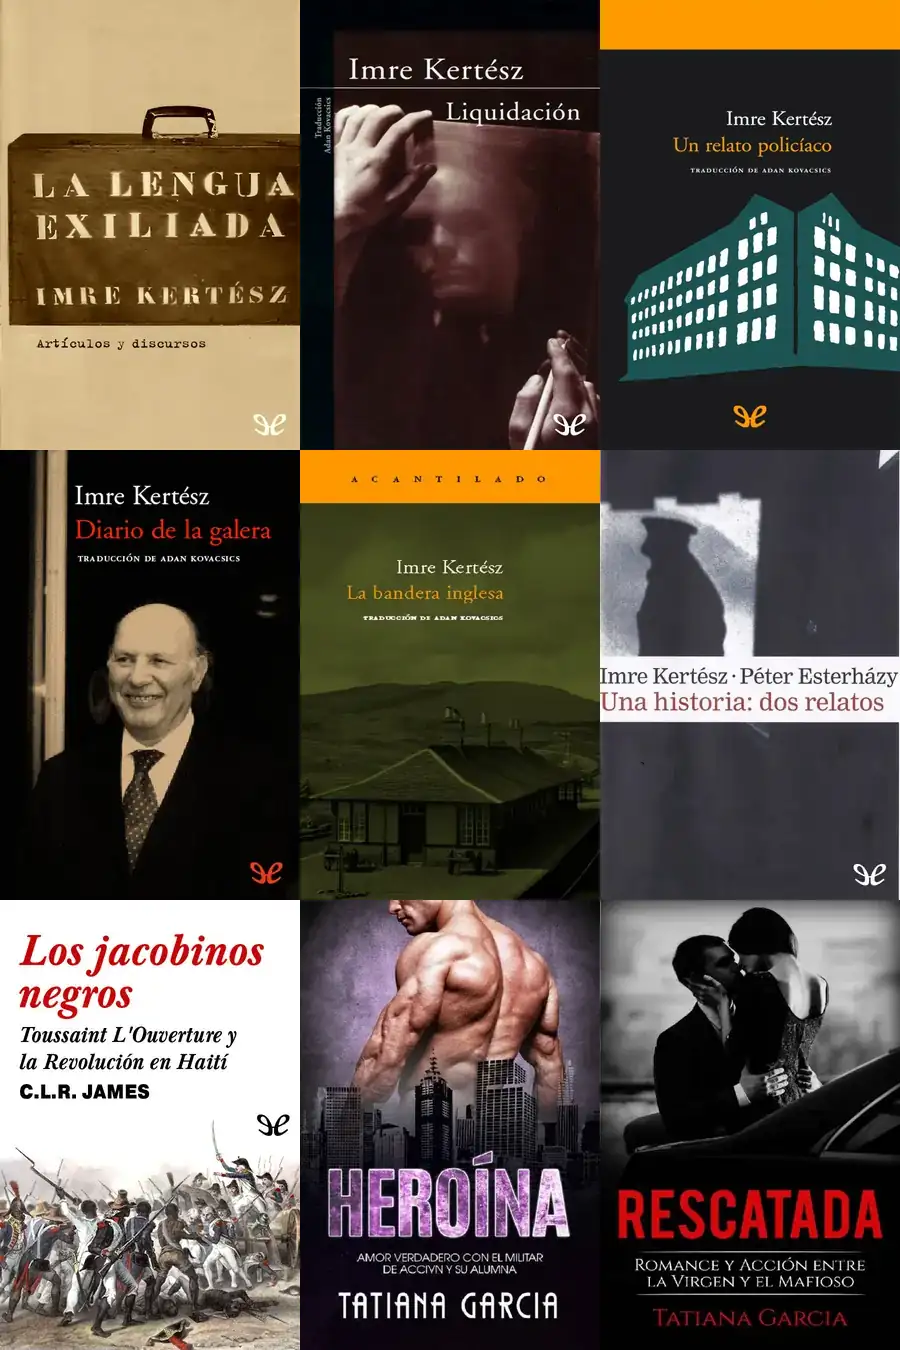 LA LENGUA
EXILIADA
IMRE KERTÉSZ
Artículos y discursos
Imre Kertész
Liquidación
Traducción
Adan Kovacsics
Imre Kertész
Un relato policíaco
TRADUCCIÓN DE ADAN KOVACSICS
Imre Kertész
Diario de la galera
TRADUCCIÓN DE ADAN KOVACSICS
ACANTILADO
Imre Kertész
La bandera inglesa
TRADUCCIÓN DE ADAN KOVACSICS
Imre Kertész · Péter Esterházy
Una historia: dos relatos
Los jacobinos
negros
Toussaint L'Ouverture y
la Revolución en Haití
C.L.R. JAMES
HEROÍNA
AMOR VERDADERO CON EL MILITAR
DE ACCIVN Y SU ALUMNA
TATIANA GARCIA
RESCATADA
ROMANCE Y ACCIÓN ENTRE
LA VIRGEN Y EL MAFIOSO
TATIANA GARCIA